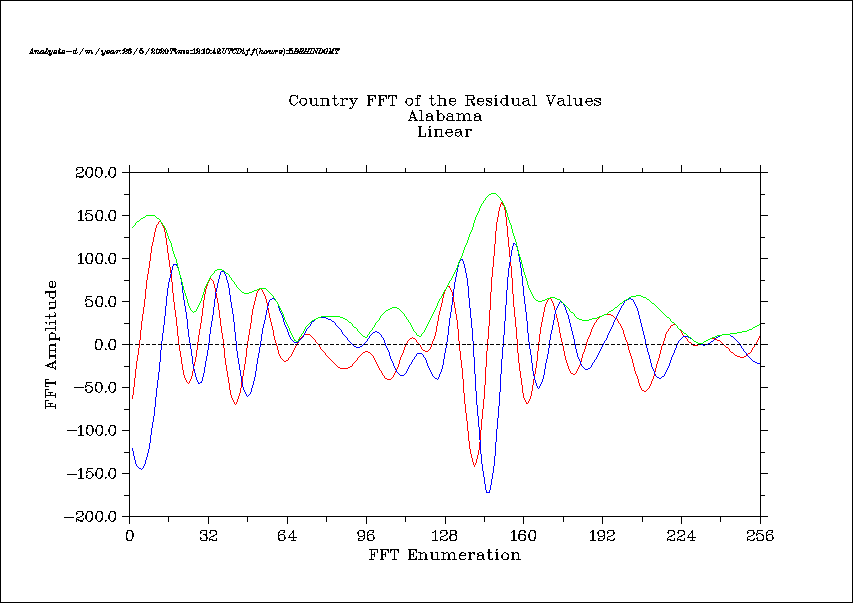 Country FFT of the Residual Values
Alabama
Linear
200.0
150.0
100.0
50.0
0.0
-50.0
-100.0
-150.0
-200.0
FFT Amplitude
0 32 64 96 128 160 192 224 256
FFT Enumeration